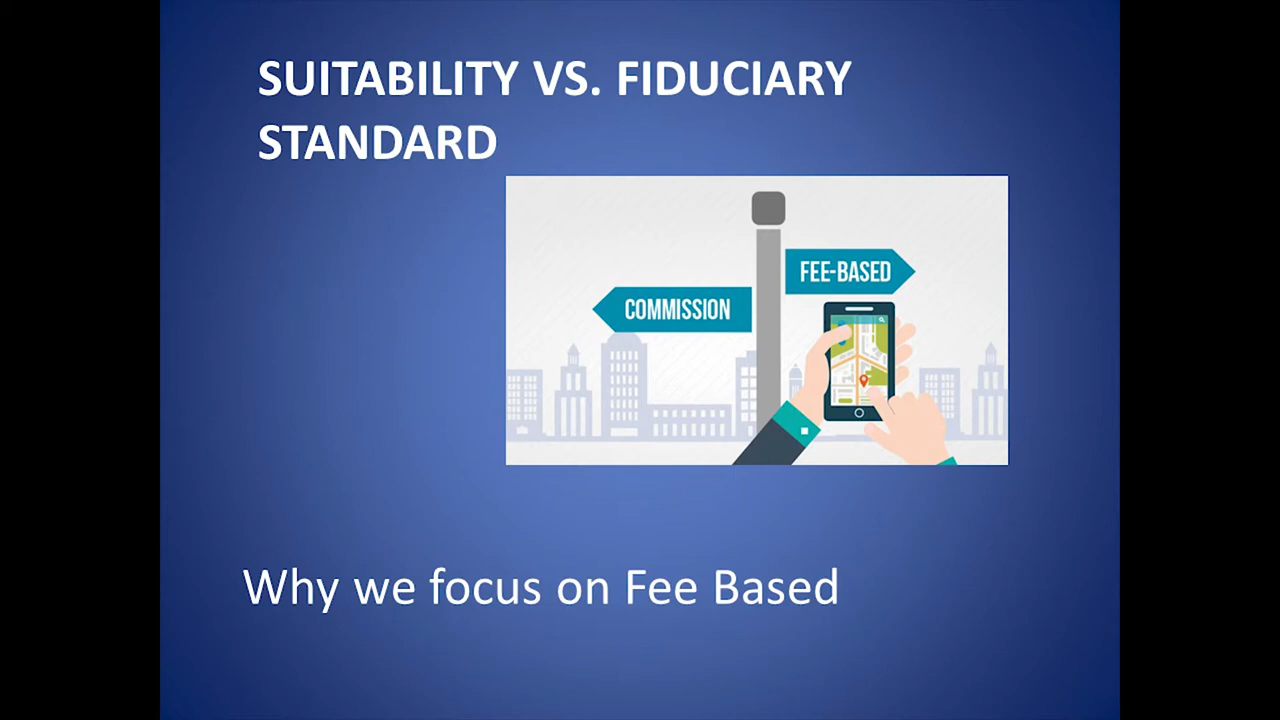 SUITABILITY VS. FIDUCIARY
STANDARD
FEE-BASED
COMMISSION
Why we focus on Fee Based